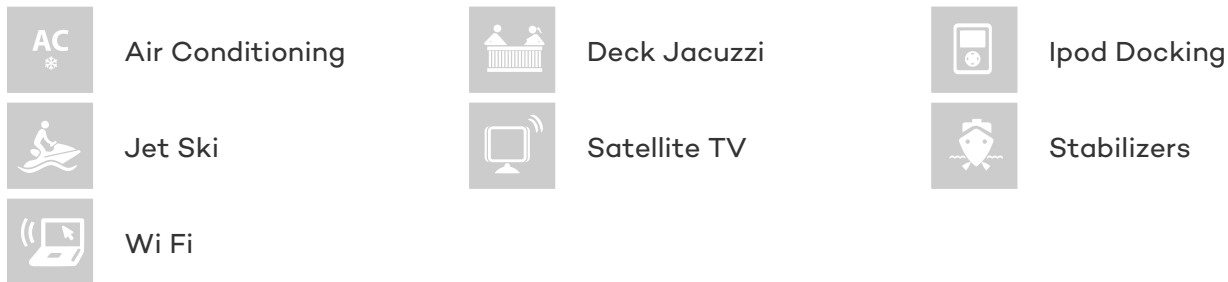 AC
Air Conditioning
Deck Jacuzzi
Ipod Docking
Jet Ski
Satellite TV
Stabilizers
Wi Fi